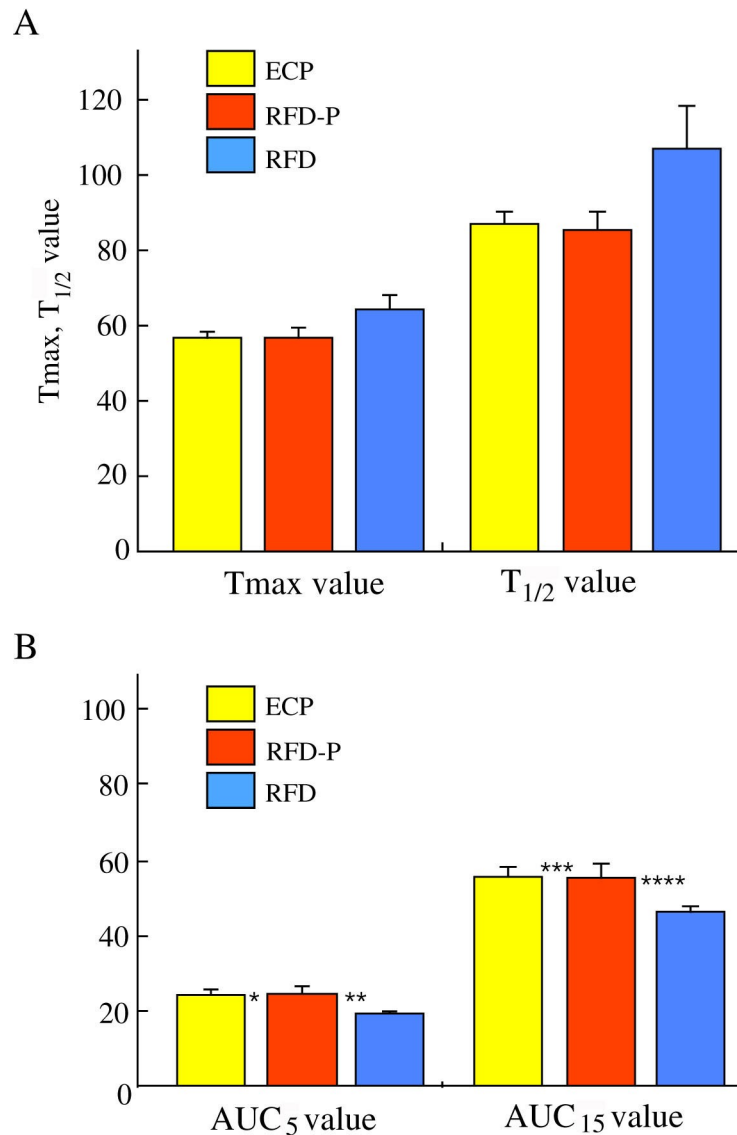 A
ECP
RFD-P
RFD
Tmax, T1/2 value
120
100
80
60
40
20
0
Tmax value
T1/2 value
B
ECP
RFD-P
RFD
100
80
60
40
20
0
*
**
***
****
AUC5 value
AUC15 value